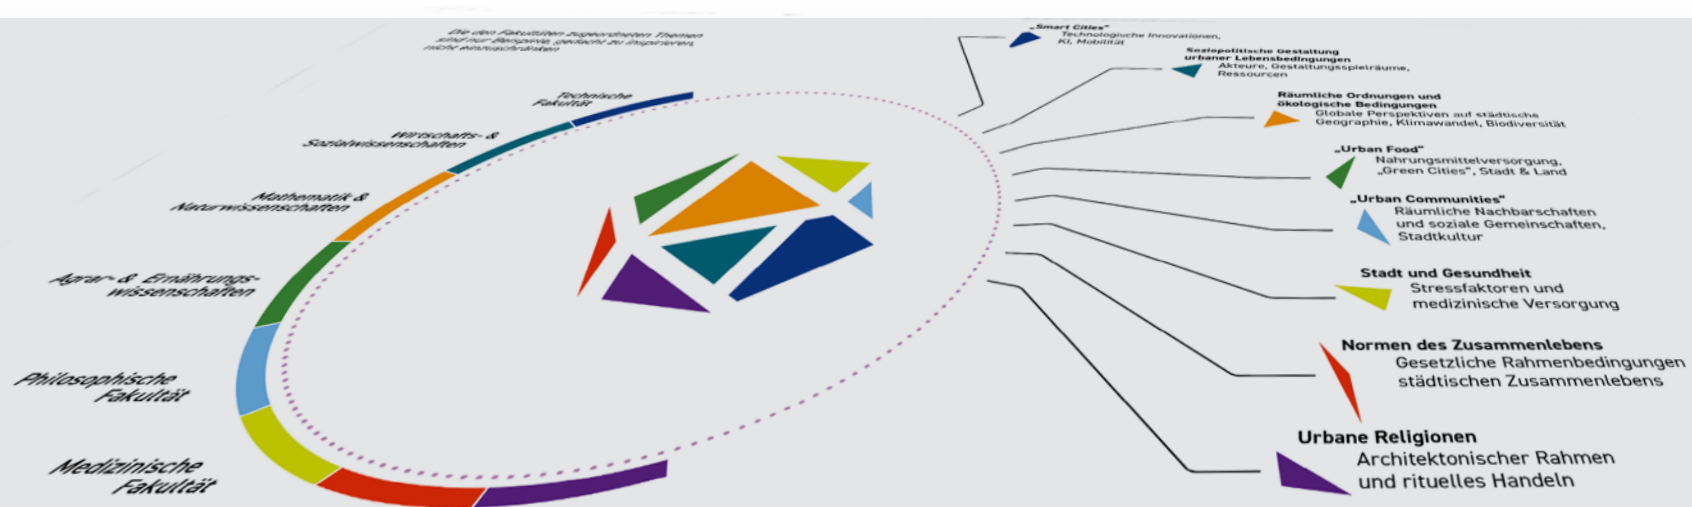 Die den Fakultäten zugeordneten Themen
sind nur Beispiele, gedacht zu inspirieren,
nicht einzuschränken
Technische
Fakultät
Wirtschafts- &
Sozialwissenschaften
Mathematik &
Naturwissenschaften
Agrar- & Ernährungs-
wissenschaften
Philosophische
Fakultät
Medizinische
Fakultät
„Smart Cities"
Technologische Innovationen,
KI, Mobilität
Soziopolitische Gestaltung
urbaner Lebensbedingungen
Akteure, Gestaltungsspielräume,
Ressourcen
Räumliche Ordnungen und
ökologische Bedingungen
Globale Perspektiven auf städtische
Geographie, Klimawandel, Biodiversität
„Urban Food"
Nahrungsmittelversorgung,
„Green Cities", Stadt & Land
„Urban Communities"
Räumliche Nachbarschaften
und soziale Gemeinschaften,
Stadtkultur
Stadt und Gesundheit
Stressfaktoren und
medizinische Versorgung
Normen des Zusammenlebens
Gesetzliche Rahmenbedingungen
städtischen Zusammenlebens
Urbane Religionen
Architektonischer Rahmen
und rituelles Handeln